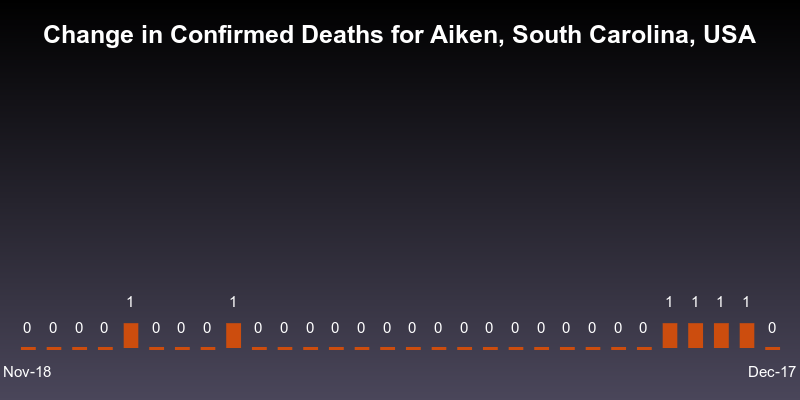 Change in Confirmed Deaths for Aiken, South Carolina, USA
1 1 1 1 1 1
0 0 0 0 0 0 0 0 0 0 0 0 0 0 0 0 0 0 0 0 0 0 0 0
Nov-18 Dec-17